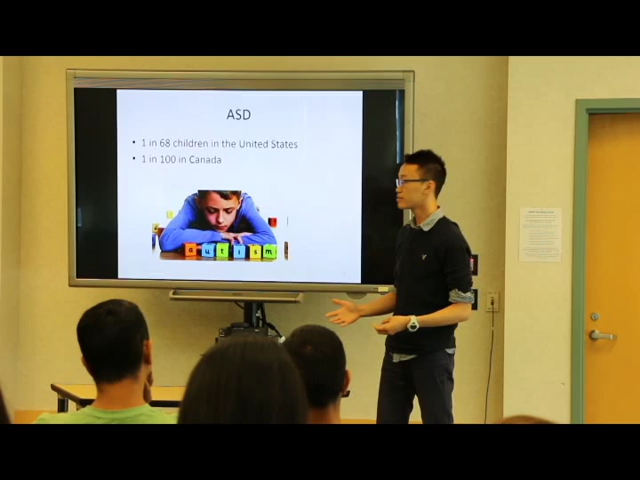 ASD
• 1 in 68 children in the United States
• 1 in 100 in Canada
autism